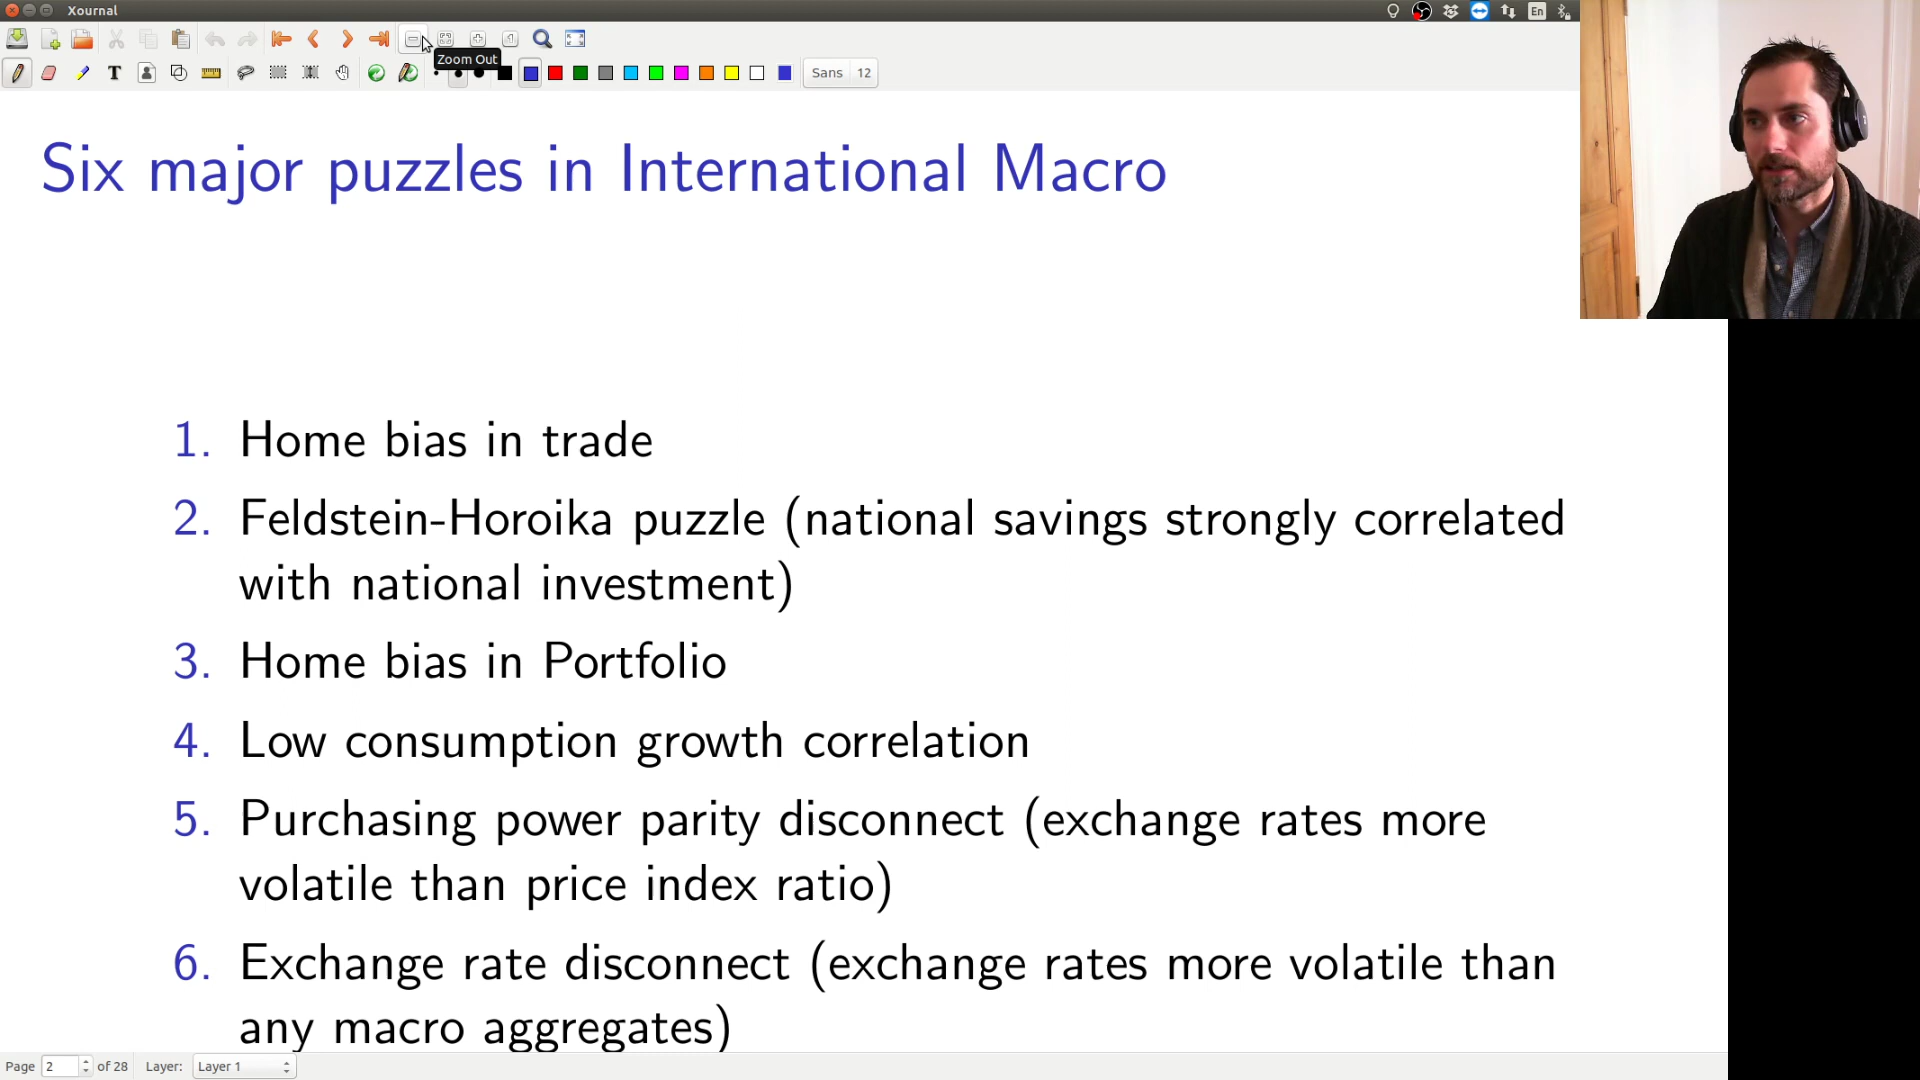 Xournal
En
Zoom Out
T
Sans 12
Six major puzzles in International Macro
1. Home bias in trade
2. Feldstein-Horoika puzzle (national savings strongly correlated
with national investment)
3. Home bias in Portfolio
4. Low consumption growth correlation
5. Purchasing power parity disconnect (exchange rates more
volatile than price index ratio)
6. Exchange rate disconnect (exchange rates more volatile than
any macro aggregates)
Page 2 of 28 Layer: Layer 1